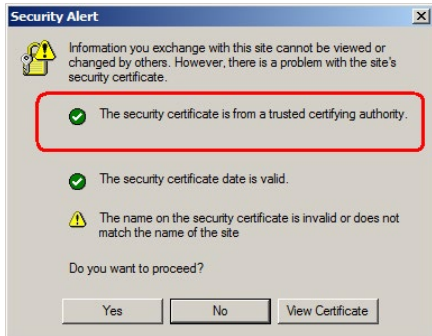 Security Alert
Information you exchange with this site cannot be viewed or
changed by others. However, there is a problem with the site's
security certificate.
The security certificate is from a trusted certifying authority.
The security certificate date is valid.
The name on the security certificate is invalid or does not
match the name of the site
Do you want to proceed?
Yes
No
View Certificate